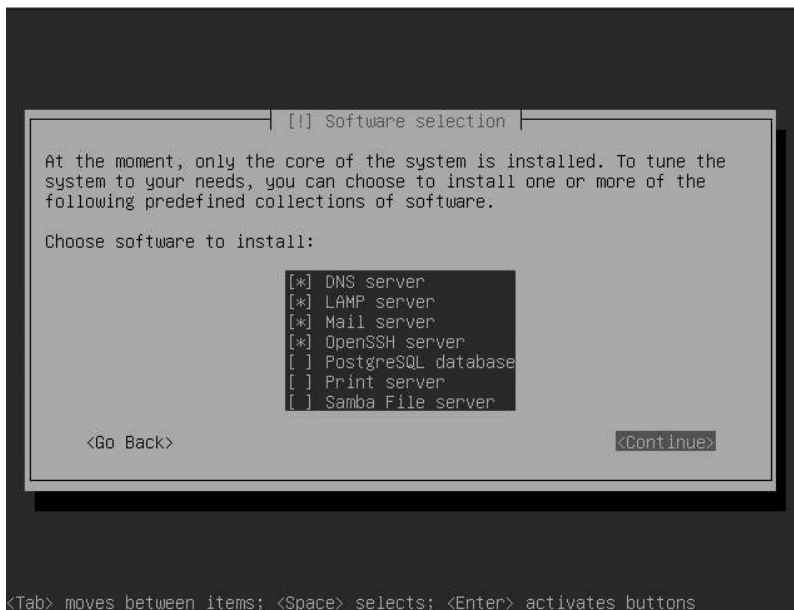 [!] Software selection
At the moment, only the core of the system is installed. To tune the
system to your needs, you can choose to install one or more of the
following predefined collections of software.
Choose software to install:
[*] DNS server
[*] LAMP server
[*] Mail server
[*] OpenSSH server
[ ] PostgreSQL database
[ ] Print server
[ ] Samba File server
<Go Back> <Continue>
<Tab> moves between items; <Space> selects; <Enter> activates buttons